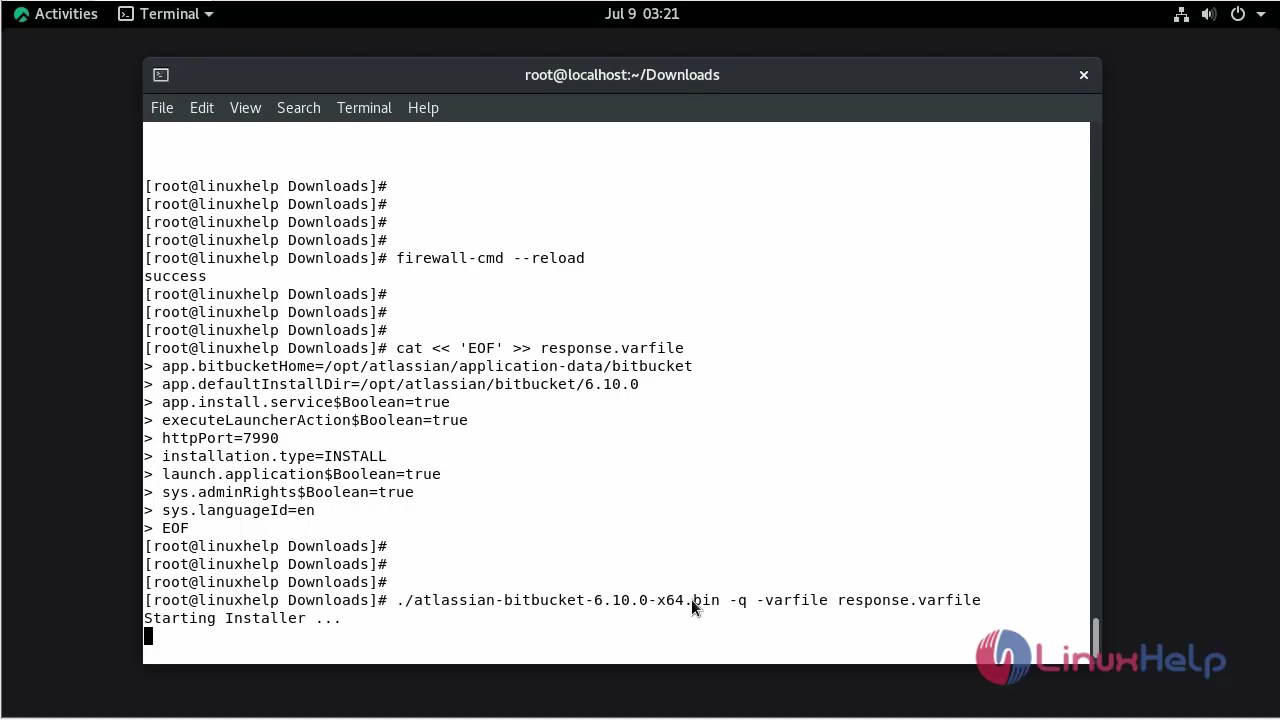 Activities Terminal Jul 9 03:21
root@localhost:~/Downloads
File Edit View Search Terminal Help
[root@linuxhelp Downloads]#
[root@linuxhelp Downloads]#
[root@linuxhelp Downloads]#
[root@linuxhelp Downloads]#
[root@linuxhelp Downloads]# firewall-cmd --reload
success
[root@linuxhelp Downloads]#
[root@linuxhelp Downloads]#
[root@linuxhelp Downloads]#
[root@linuxhelp Downloads]# cat << 'EOF' >> response.varfile
> app.bitbucketHome=/opt/atlassian/application-data/bitbucket
> app.defaultInstallDir=/opt/atlassian/bitbucket/6.10.0
> app.install.service$Boolean=true
> executeLauncherAction$Boolean=true
> httpPort=7990
> installation.type=INSTALL
> launch.application$Boolean=true
> sys.adminRights$Boolean=true
> sys.languageId=en
> EOF
[root@linuxhelp Downloads]#
[root@linuxhelp Downloads]#
[root@linuxhelp Downloads]#
[root@linuxhelp Downloads]# ./atlassian-bitbucket-6.10.0-x64.bin -q -varfile response.varfile
Starting Installer ...
LinuxHelp